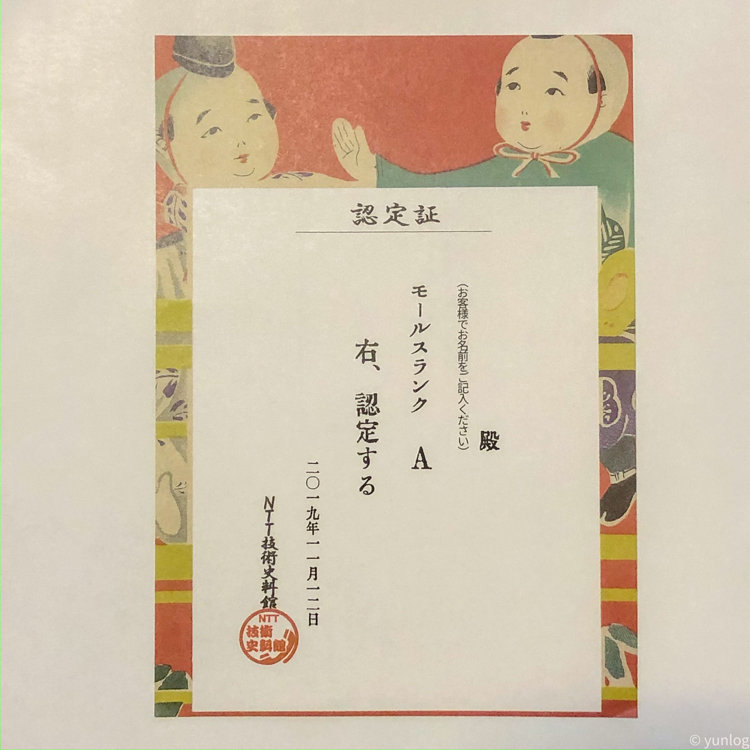 認定証
殿
(お客様でお名前をご記入ください)
モールスランク A
右、認定する
二〇一九年一一月一二日
NTT技術史料館
NTT
技術
史料館
© yunlog